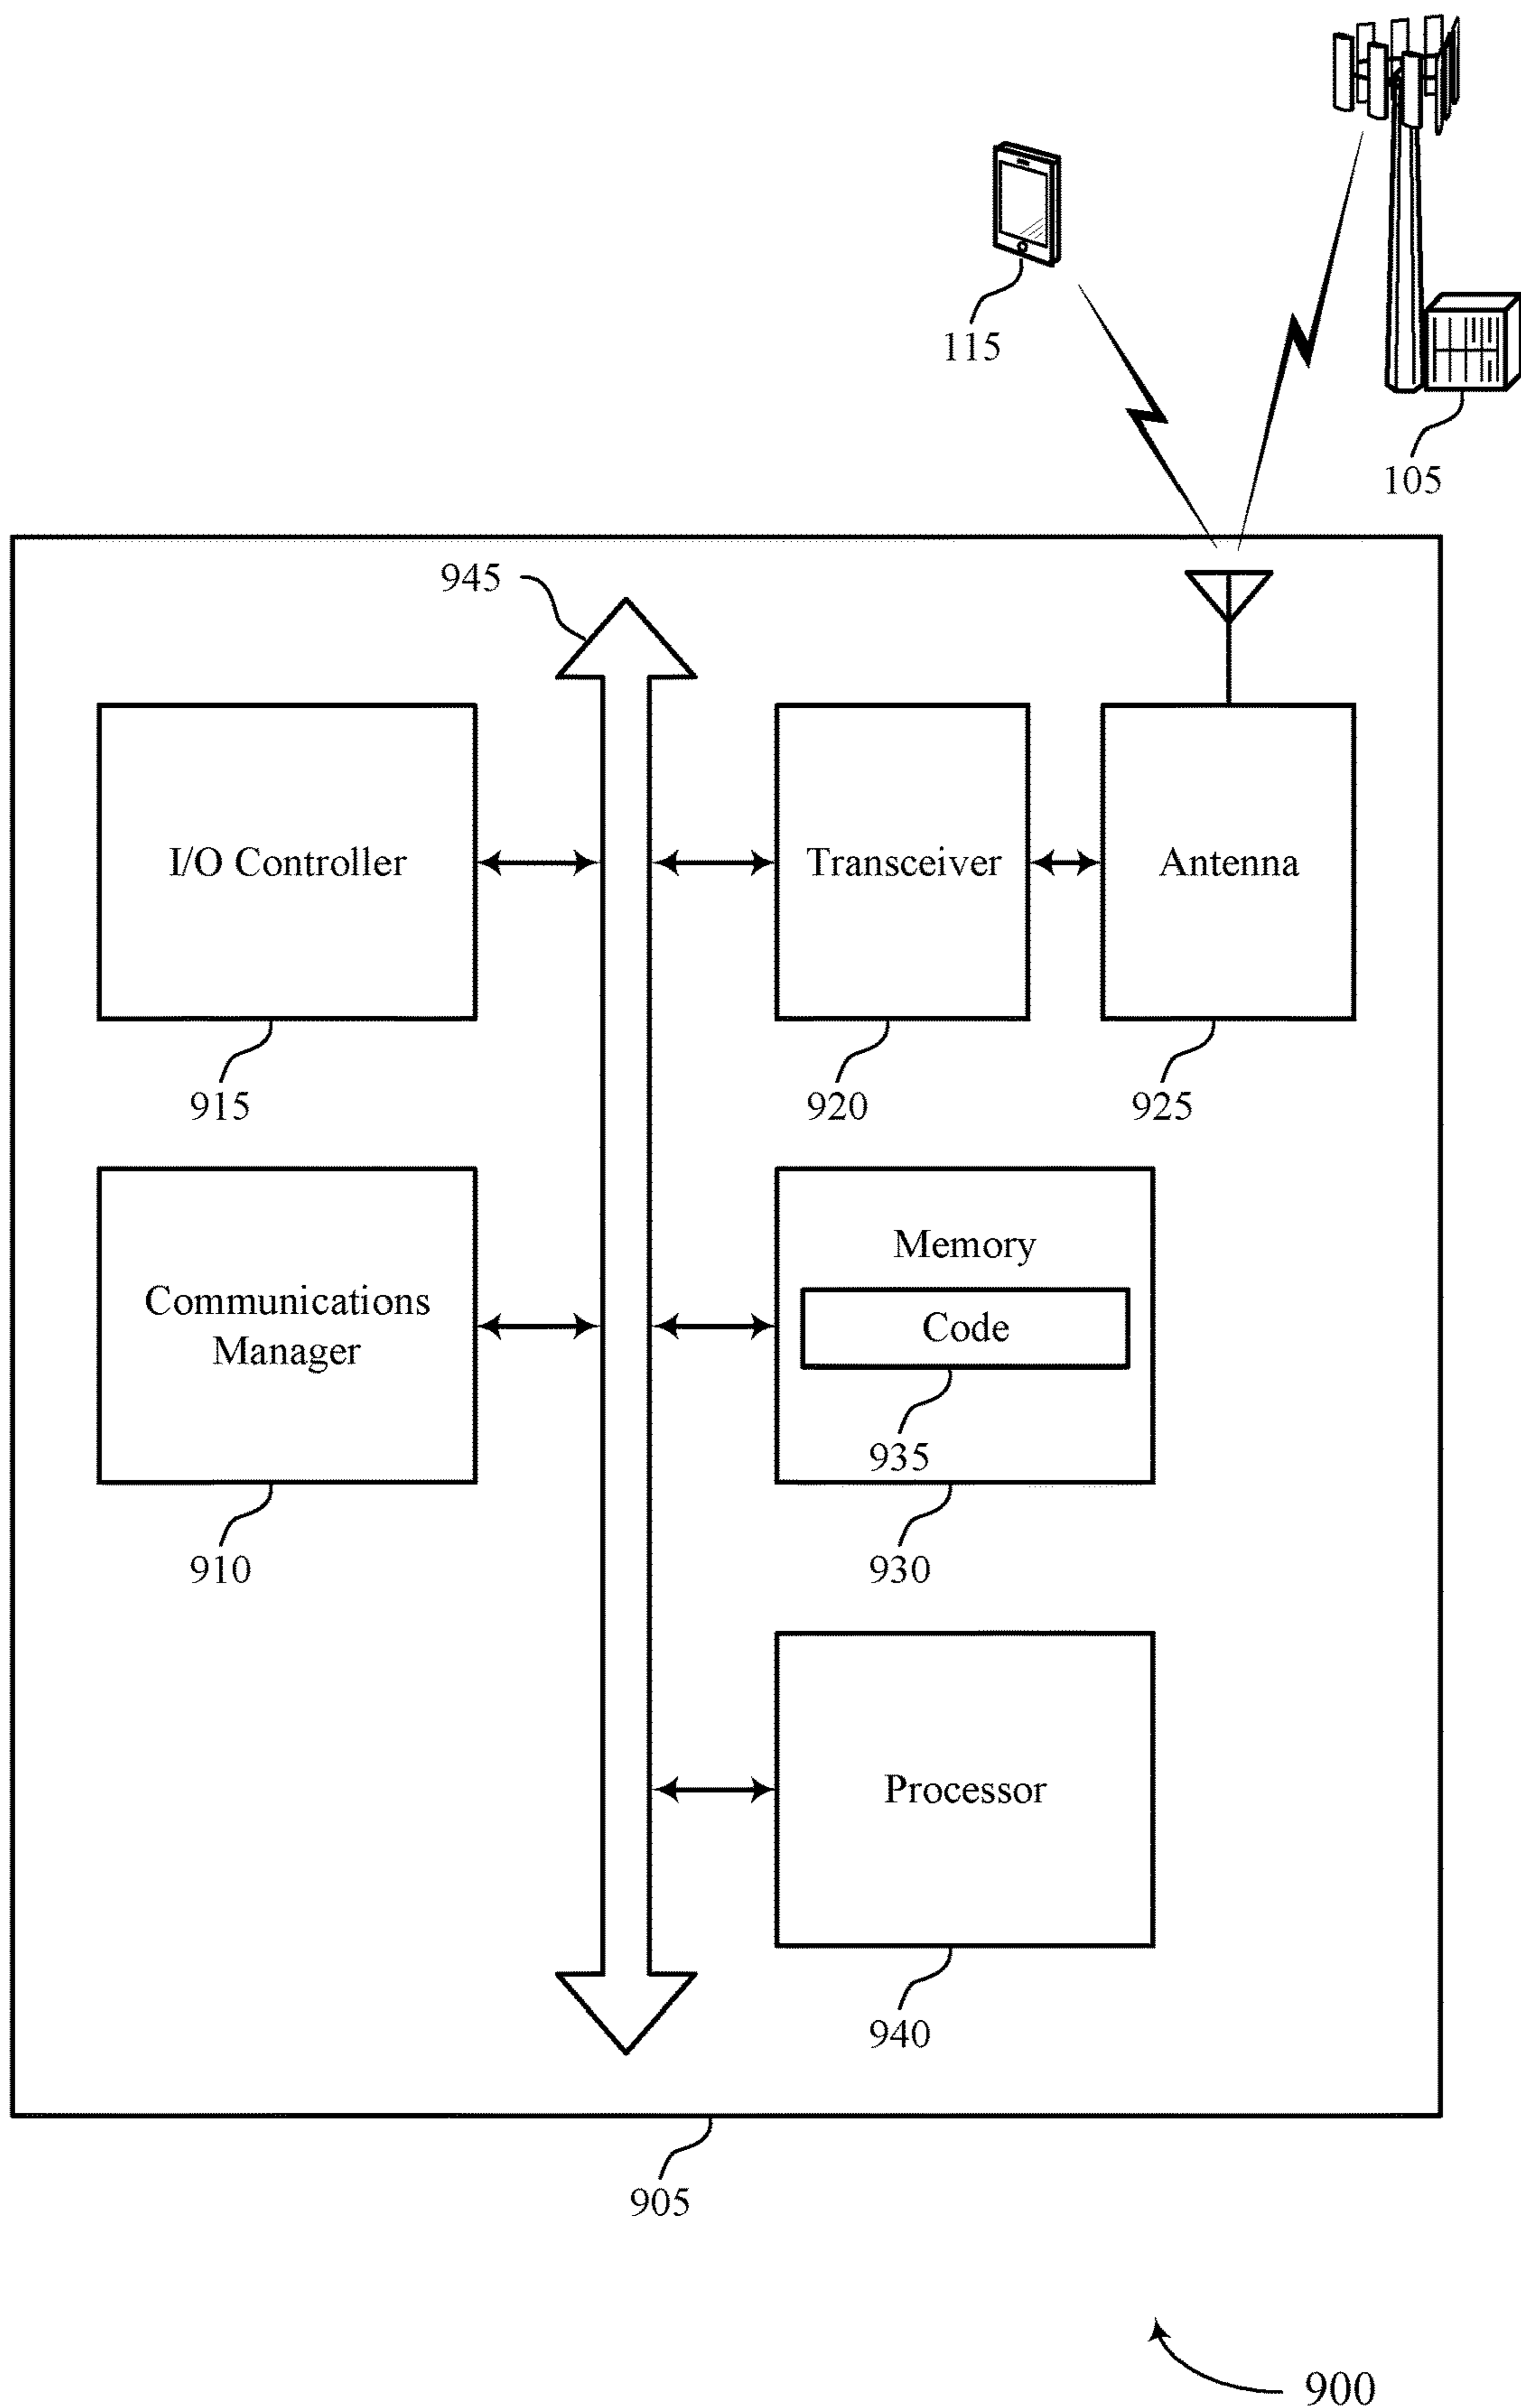 115
105
945
I/O Controller
Transceiver
Antenna
915
920
925
Communications
Manager
Memory
Code
935
910
930
Processor
940
905
900